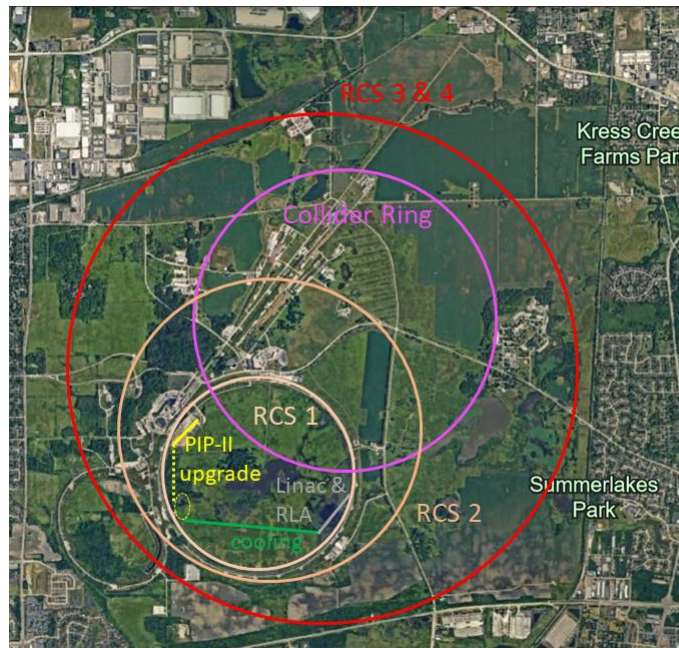 RCS 3 & 4
Kress Cree
Farms Par
Collider Ring
RCS 1
PIP-II
upgrade
Linac &
RLA
Summerlakes
Park
RCS 2
cooling